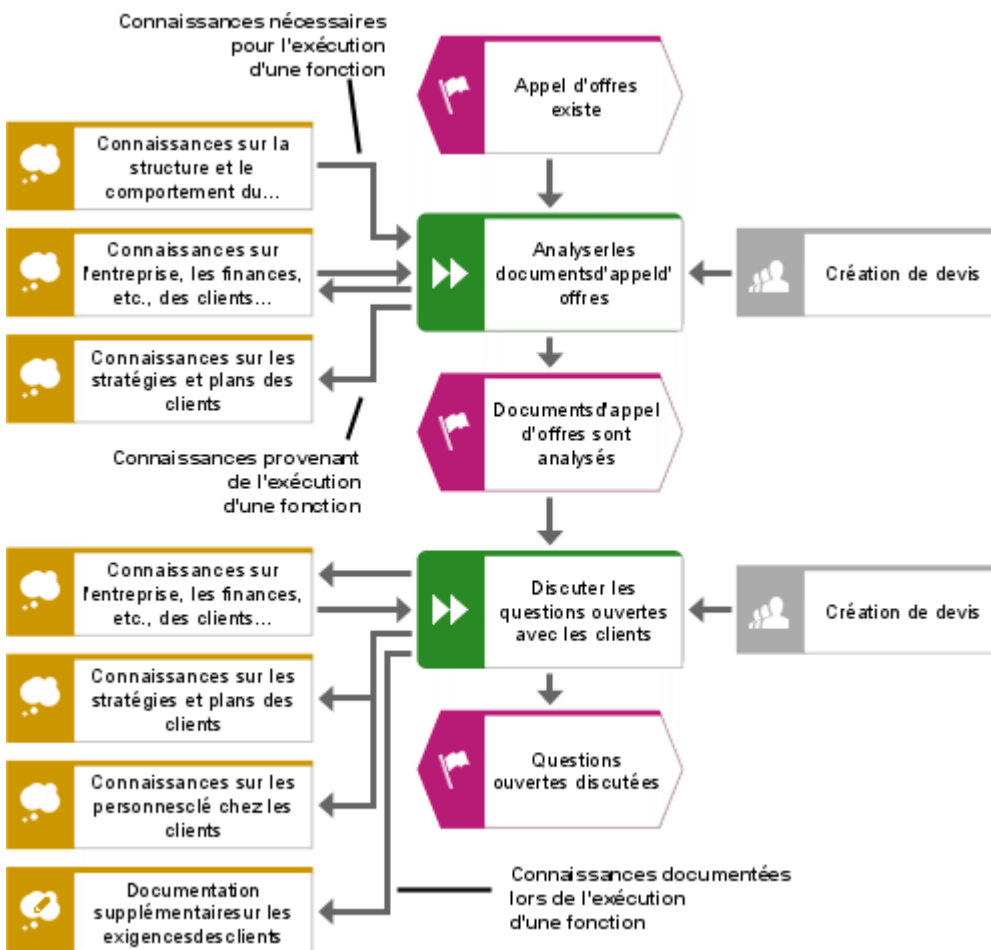 Connaissances nécessaires
pour l'exécution
d'une fonction
Appel d'offres
existe
Connaissances sur la
structure et le
comportement du...
Connaissances sur
l'entreprise, les finances,
etc., des clients...
Analyserles
documentsd'appeld'
offres
Création de devis
Connaissances sur les
stratégies et plans des
clients
Documentsd'appel
d'offres sont
analysés
Connaissances provenant
de l'exécution
d'une fonction
Connaissances sur
l'entreprise, les finances,
etc., des clients...
Discuter les
questions ouvertes
avec les clients
Création de devis
Connaissances sur les
stratégies et plans des
clients
Questions
ouvertes discutées
Connaissances sur les
personnesclé chez les
clients
Connaissances documentées
lors de l'exécution
d'une fonction
Documentation
supplémentairesur les
exigencesdesclients